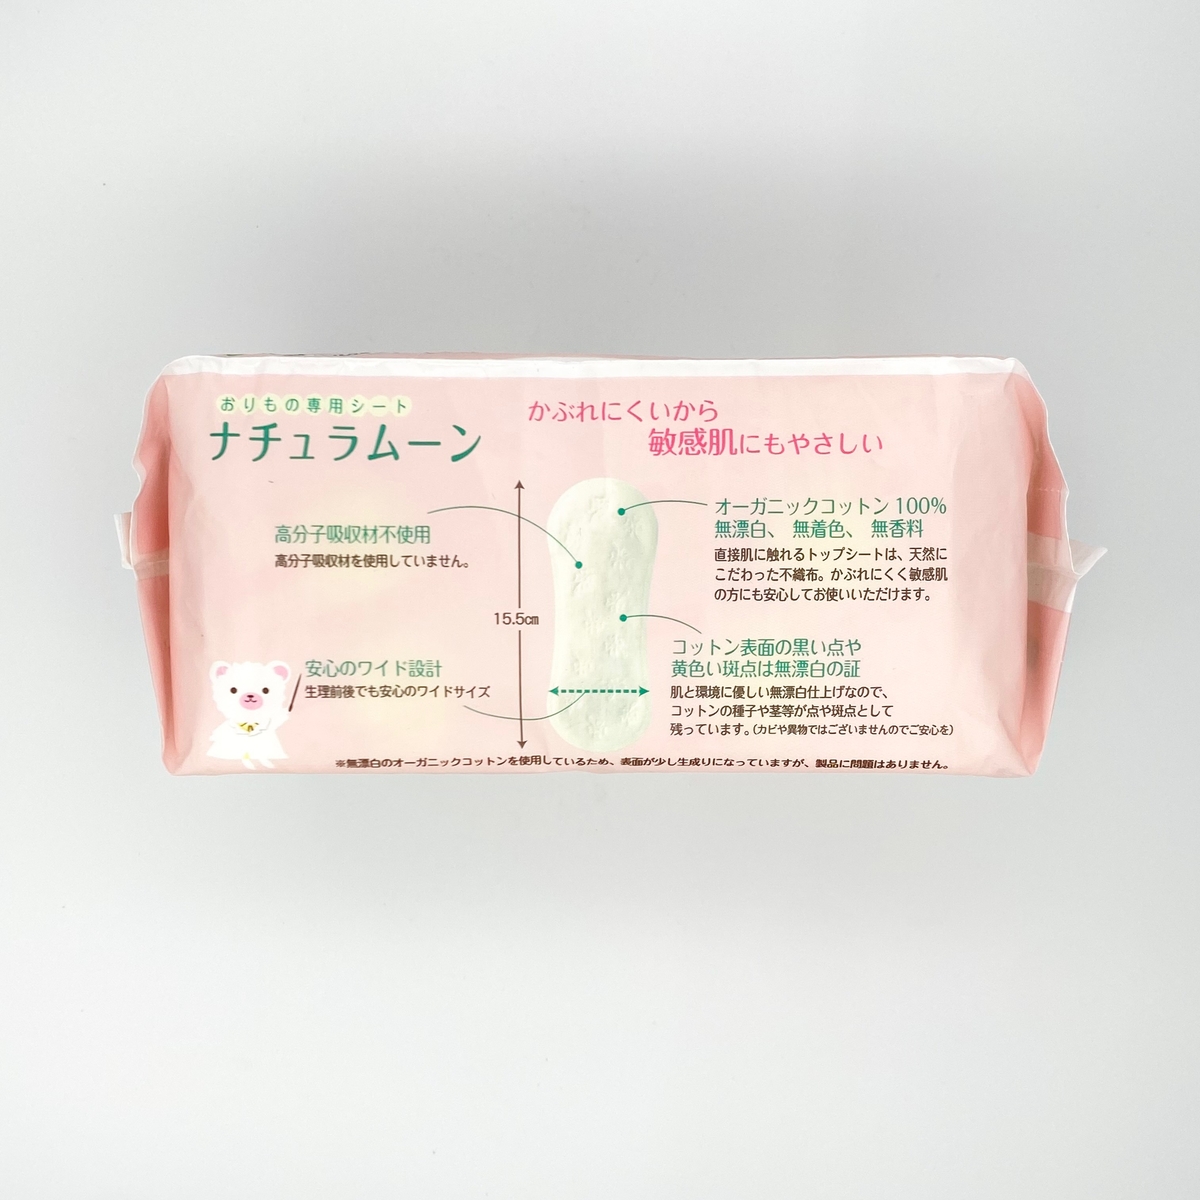 おりもの専用シート
ナチュラムーン
かぶれにくいから
敏感肌にもやさしい
高分子吸収材不使用
高分子吸収材を使用していません。
オーガニックコットン 100%
無漂白、 無着色、 無香料
直接肌に触れるトップシートは、天然に
こだわった不織布。かぶれにくく敏感肌
の方にも安心してお使いいただけます。
15.5cm
コットン表面の黒い点や
黄色い斑点は無漂白の証
肌と環境に優しい無漂白仕上げなので、
コットンの種子や茎等が点や斑点として
残っています。(カビや異物ではございませんのでご安心を)
安心のワイド設計
生理前後でも安心のワイドサイズ
※無漂白のオーガニックコットンを使用しているため、表面が少し生成りになっていますが、製品に問題はありません。